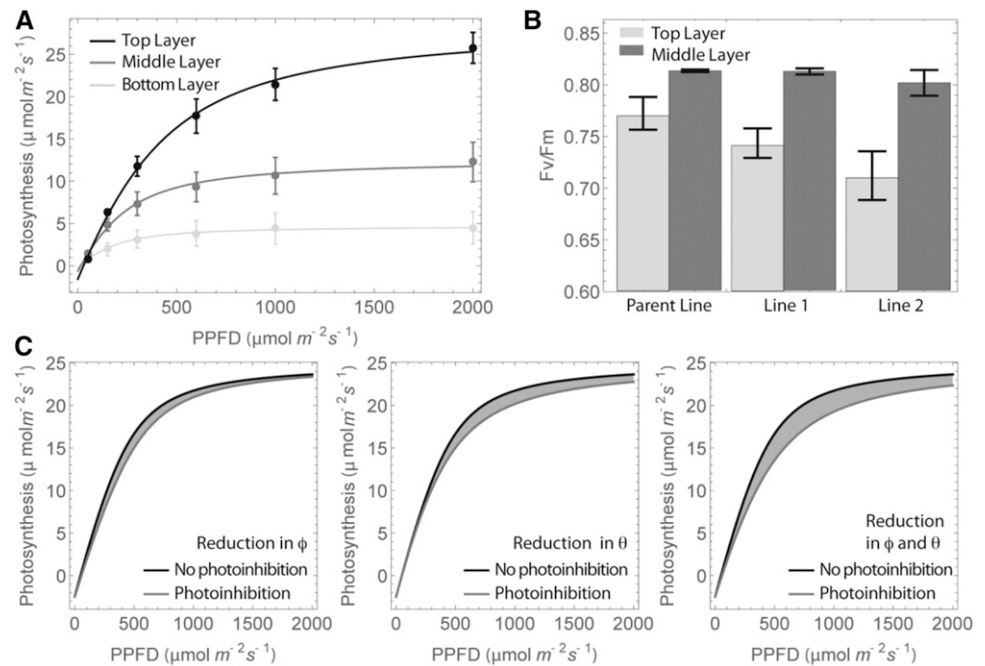 A
Photosynthesis (μ mol m⁻² s⁻¹)
25
20
15
10
5
0
Top Layer
Middle Layer
Bottom Layer
0
500
1000
1500
2000
PPFD (μmol m⁻² s⁻¹)
B
Fv/Fm
0.85
0.80
0.75
0.70
0.65
0.60
Top Layer
Middle Layer
Parent Line
Line 1
Line 2
C
Photosynthesis (μ mol m⁻² s⁻¹)
25
20
15
10
5
0
Reduction in ϕ
No photoinhibition
Photoinhibition
0
500
1000
1500
2000
PPFD (μmol m⁻² s⁻¹)
Photosynthesis (μ mol m⁻² s⁻¹)
25
20
15
10
5
0
Reduction in θ
No photoinhibition
Photoinhibition
0
500
1000
1500
2000
PPFD (μmol m⁻² s⁻¹)
Photosynthesis (μmol m⁻² s⁻¹)
25
20
15
10
5
0
Reduction
in ϕ and θ
No photoinhibition
Photoinhibition
0
500
1000
1500
2000
PPFD (μmol m⁻² s⁻¹)